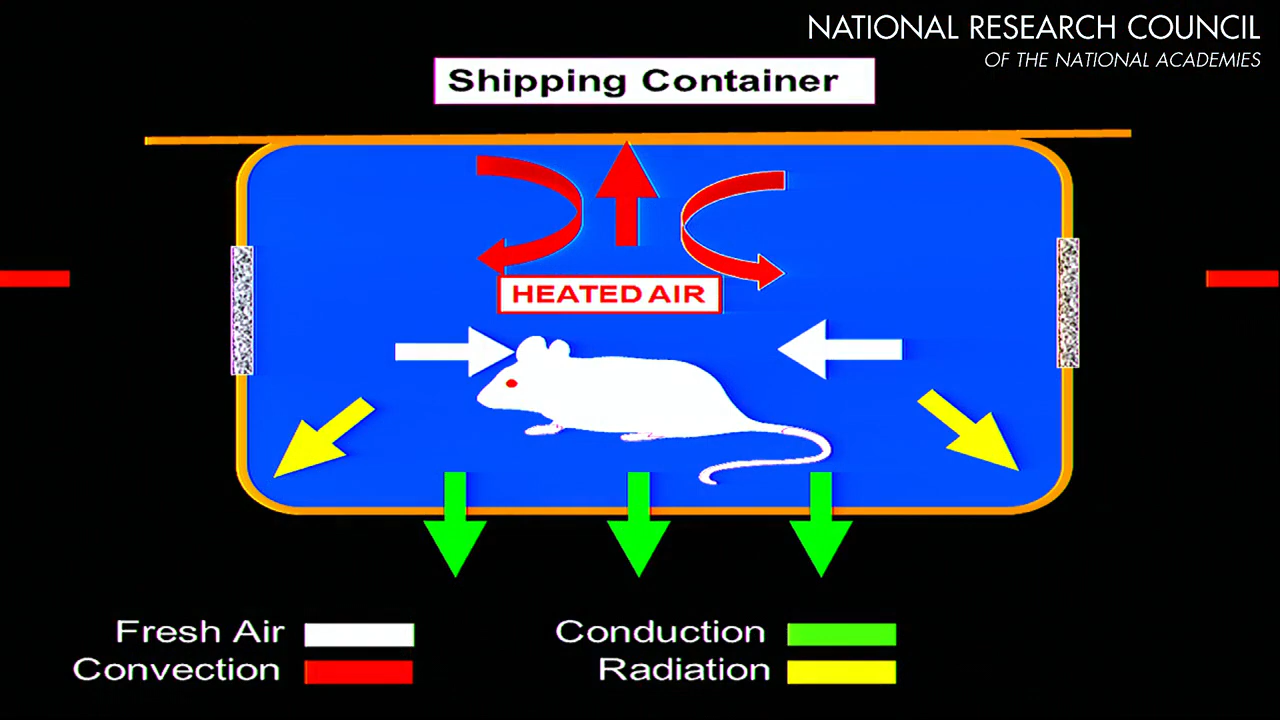 NATIONAL RESEARCH COUNCIL
OF THE NATIONAL ACADEMIES
Shipping Container
HEATED AIR
Fresh Air
Conduction
Convection
Radiation